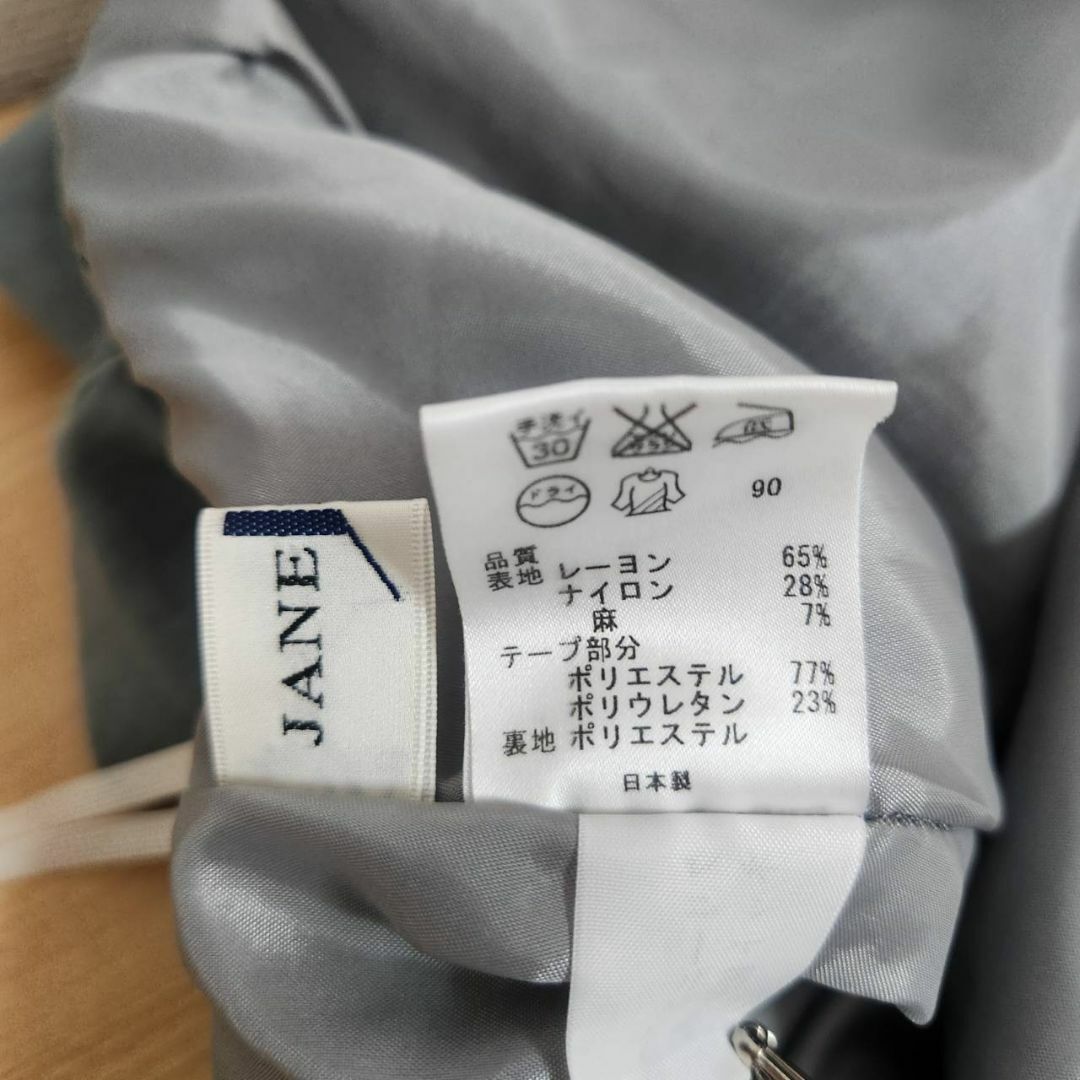 手洗イ
30
ドライ
90
品質
表地 レーヨン 65%
ナイロン 28%
麻 7%
テープ部分
ポリエステル 77%
ポリウレタン 23%
裏地 ポリエステル
日本製
JANE